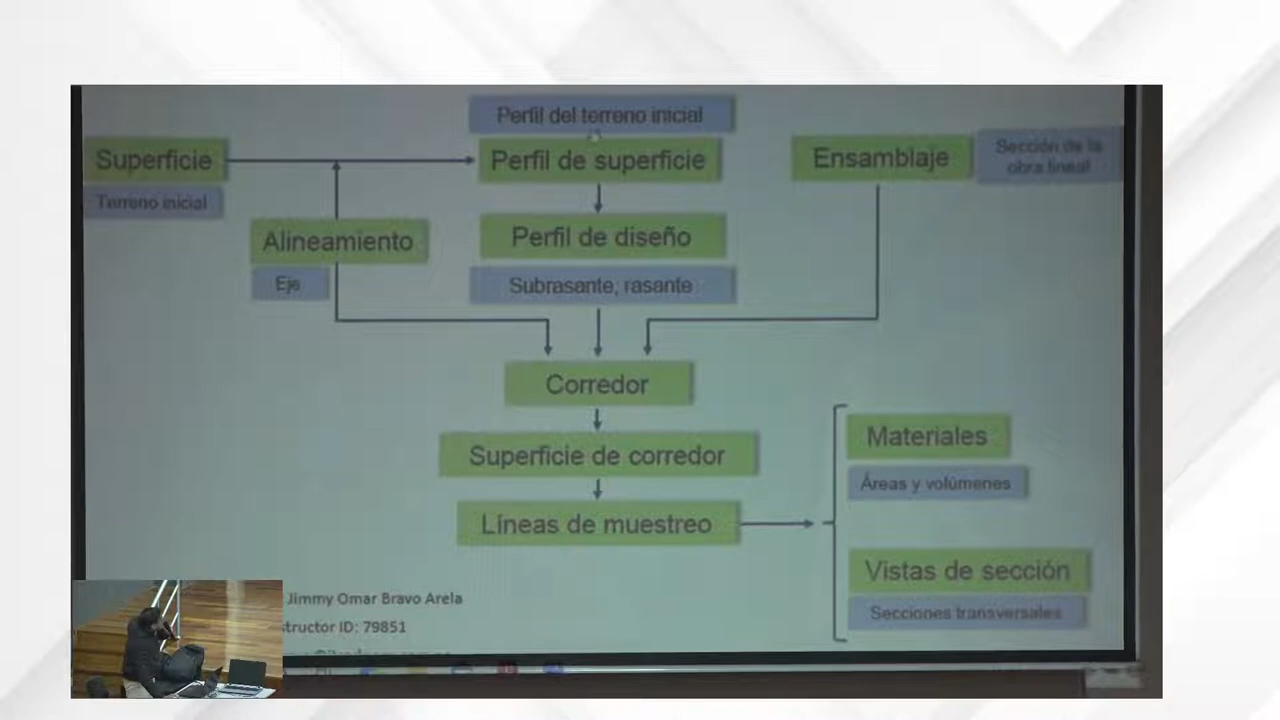 Perfil del terreno inicial
Superficie
Perfil de superficie
Ensamblaje
Sección de la
obra lineal
Terreno inicial
Alineamiento
Perfil de diseño
Eje
Subrasante, rasante
Corredor
Superficie de corredor
Líneas de muestreo
Materiales
Áreas y volúmenes
Vistas de sección
Secciones transversales
Jimmy Omar Bravo Arela
structor ID: 79851